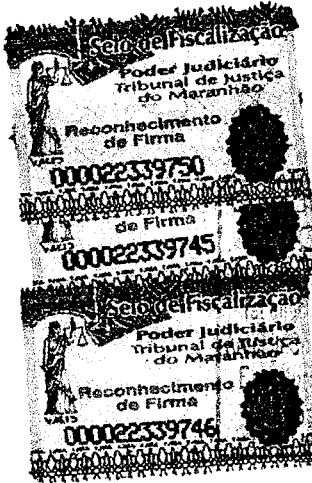 Selo de Fiscalização
Poder Judiciário
Tribunal de Justiça
do Maranhão
Reconhecimento
de Firma
000022339750
de Firma
000022339745
Selo de Fiscalização
Poder Judiciário
Tribunal de Justiça
do Maranhão
Reconhecimento
de Firma
000022339746